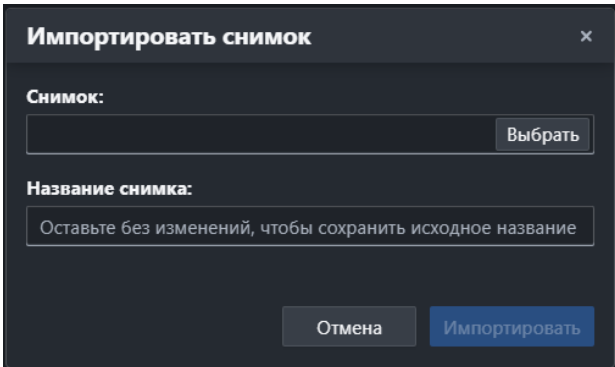 Импортировать снимок
Снимок:
Выбрать
Название снимка:
Оставьте без изменений, чтобы сохранить исходное название
Отмена
Импортировать